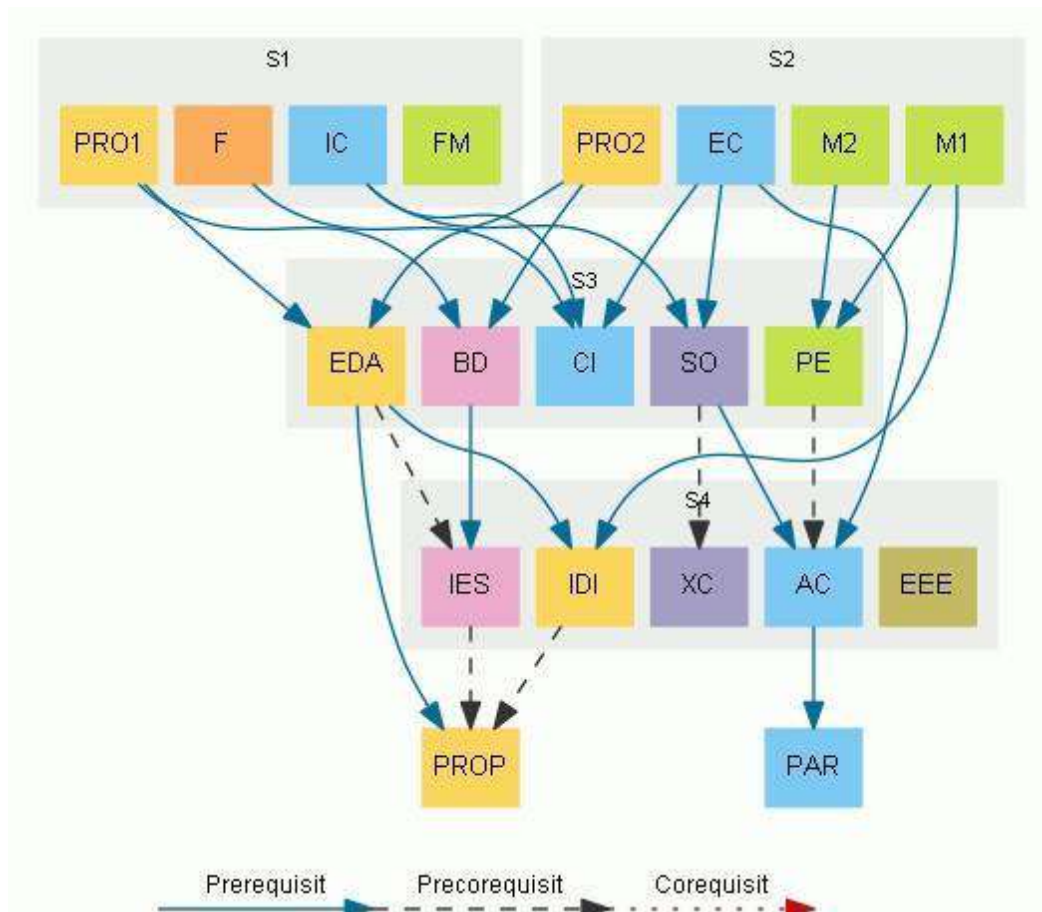 S1
S2
PRO1 F IC FM PRO2 EC M2 M1
S3
EDA BD CI SO PE
S4
IES IDI XC AC EEE
PROP PAR
Prerequisit Precorequisit Corequisit